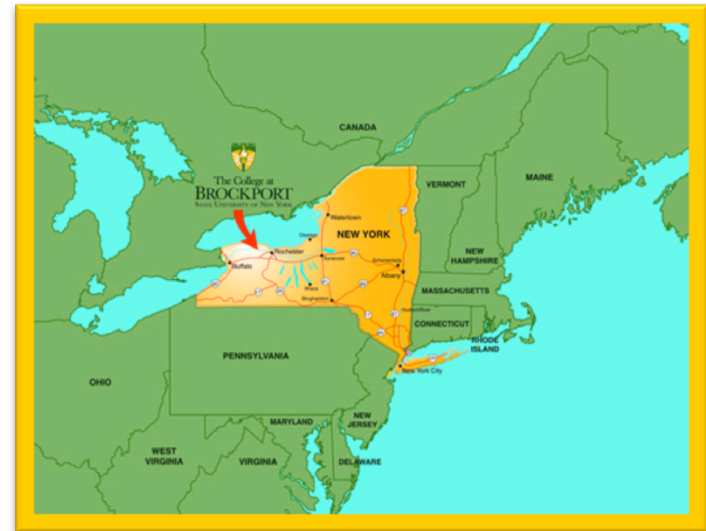 CANADA
The College at
BROCKPORT
STATE UNIVERSITY OF NEW YORK
MAINE
VERMONT
Watertown
NEW YORK
Oswego
Rochester
Syracuse
Buffalo
Schenectady
Albany
NEW
HAMPSHIRE
MASSACHUSETTS
Ithaca
Binghamton
CONNECTICUT
RHODE
ISLAND
PENNSYLVANIA
New York City
OHIO
NEW
JERSEY
MARYLAND
WEST
VIRGINIA
VIRGINIA
DELAWARE